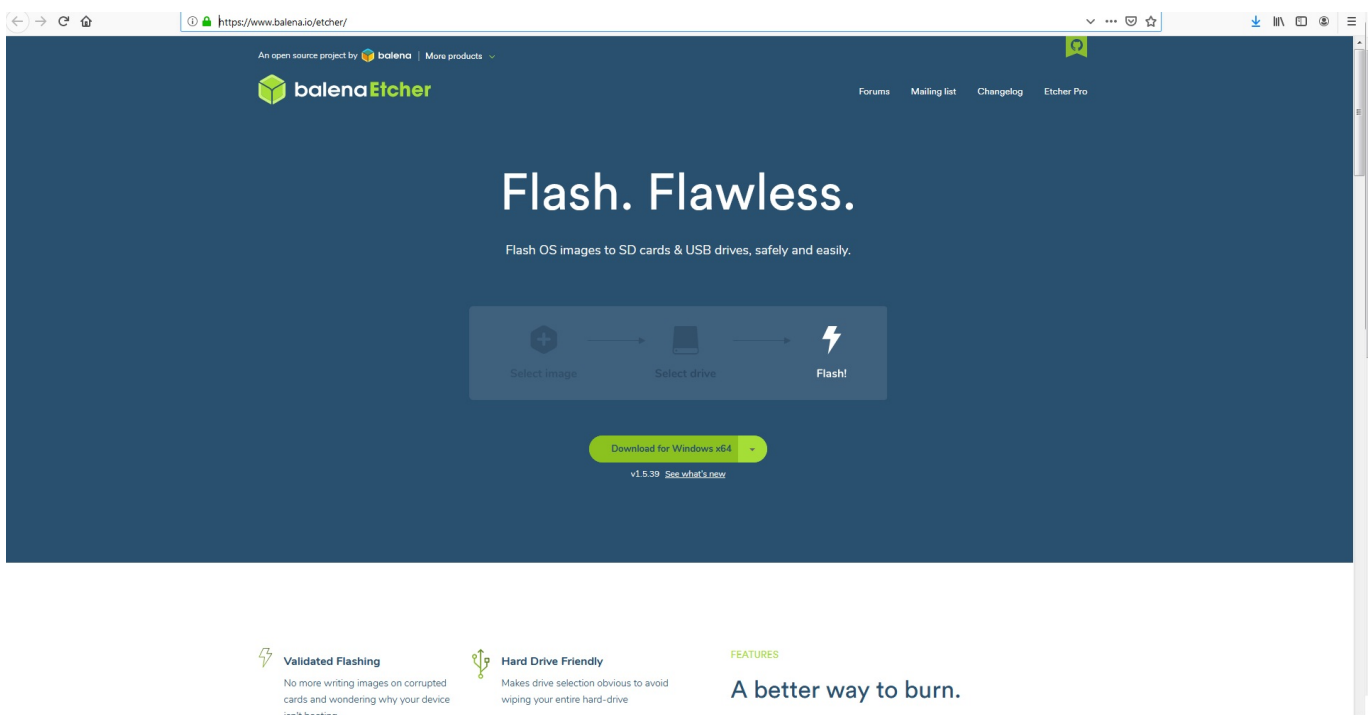 https://www.balena.io/etcher/
An open source project by balena | More products
balenaEtcher
Forums Mailing list Changelog Etcher Pro
Flash. Flawless.
Flash OS images to SD cards & USB drives, safely and easily.
Select image Select drive Flash!
Download for Windows x64
v1.5.39 See what's new
Validated Flashing
No more writing images on corrupted
cards and wondering why your device
isn't booting
Hard Drive Friendly
Makes drive selection obvious to avoid
wiping your entire hard-drive
FEATURES
A better way to burn.